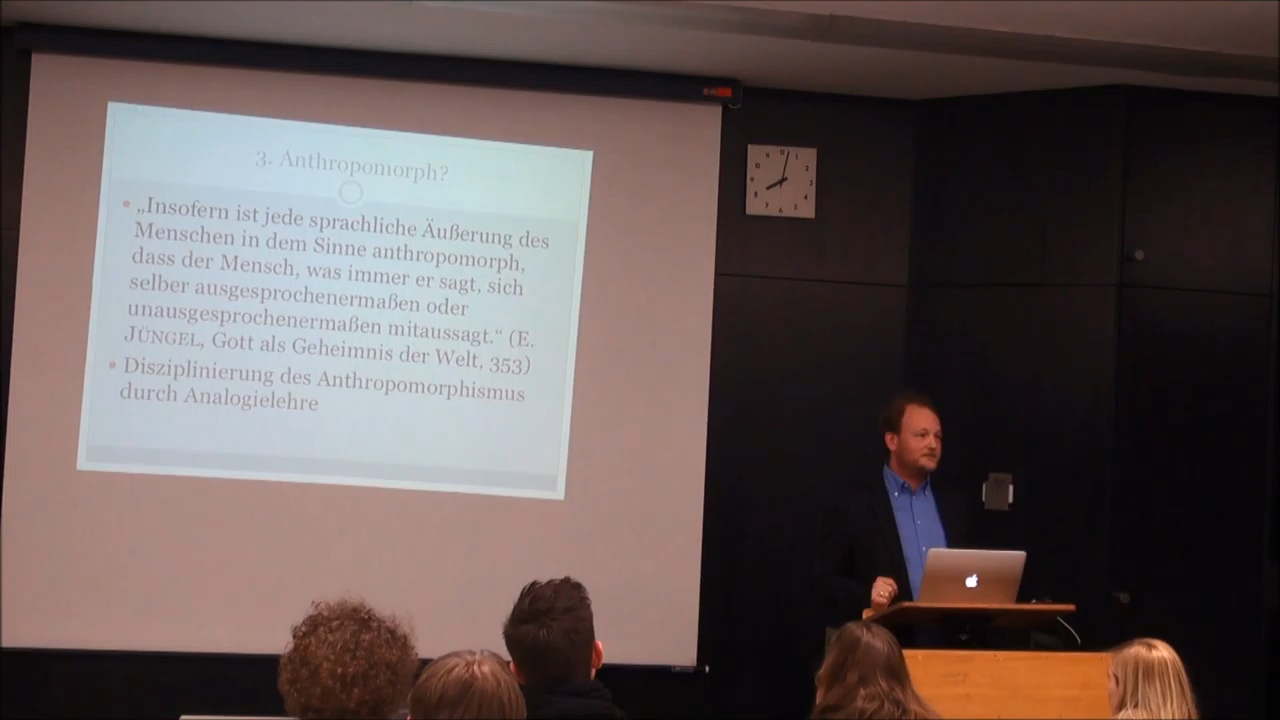 3. Anthropomorph?
• „Insofern ist jede sprachliche Äußerung des
Menschen in dem Sinne anthropomorph,
dass der Mensch, was immer er sagt, sich
selber ausgesprochenermaßen oder
unausgesprochenermaßen mitaussagt.“ (E.
JÜNGEL, Gott als Geheimnis der Welt, 353)
• Disziplinierung des Anthropomorphismus
durch Analogielehre